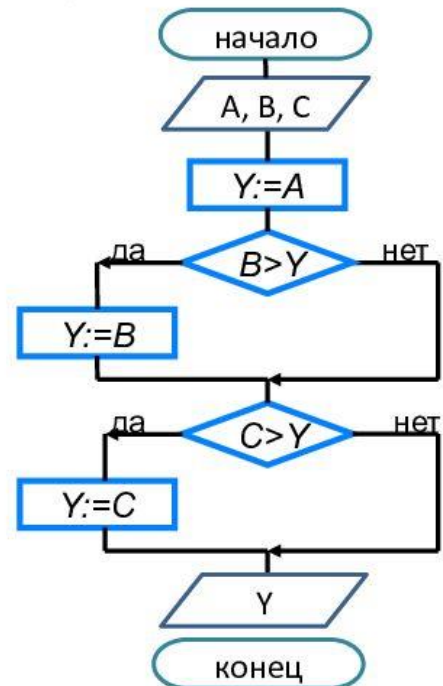 начало
A, B, C
Y:=A
да
B>Y
нет
Y:=B
да
C>Y
нет
Y:=C
Y
конец